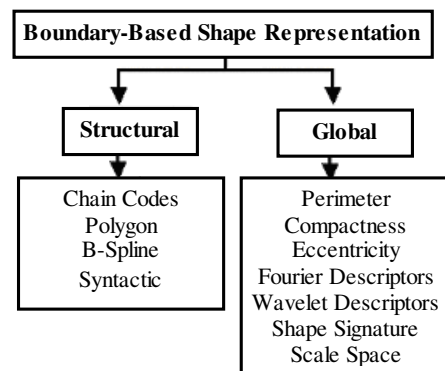 Boundary-Based Shape Representation
Structural
Global
Chain Codes
Polygon
B-Spline
Syntactic
Perimeter
Compactness
Eccentricity
Fourier Descriptors
Wavelet Descriptors
Shape Signature
Scale Space